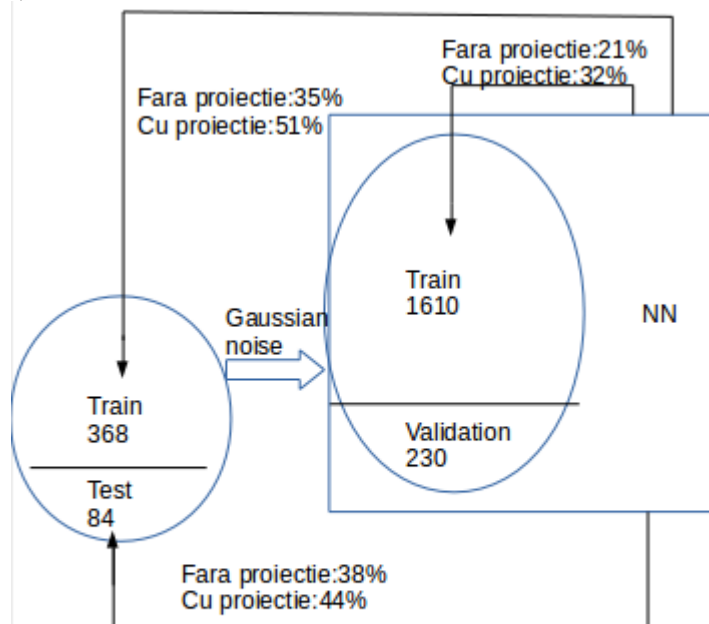 Fara proiectie:21%
Cu proiectie:32%
Fara proiectie:35%
Cu proiectie:51%
Train
1610
NN
Gaussian
noise
Train
368
Validation
230
Test
84
Fara proiectie:38%
Cu proiectie:44%